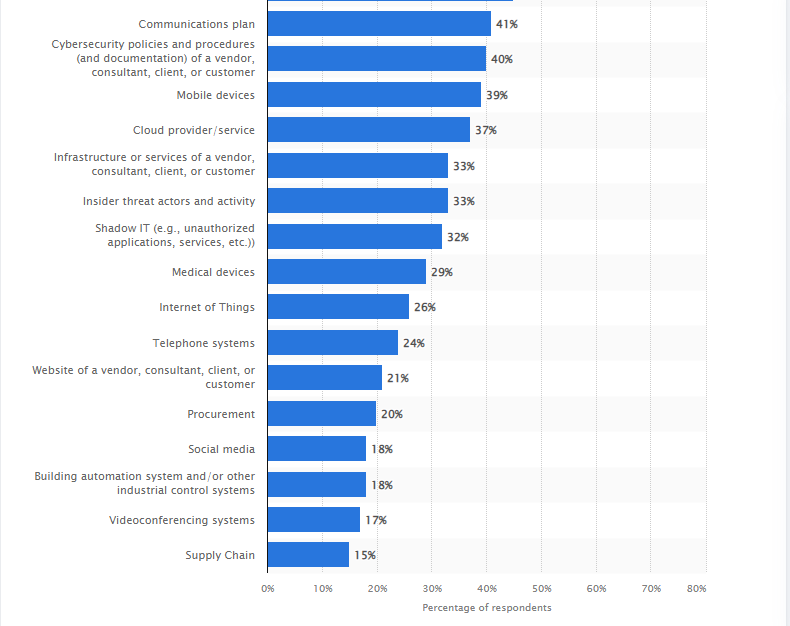 Communications plan
41%
Cybersecurity policies and procedures
(and documentation) of a vendor,
consultant, client, or customer
40%
Mobile devices
39%
Cloud provider/service
37%
Infrastructure or services of a vendor,
consultant, client, or customer
33%
Insider threat actors and activity
33%
Shadow IT (e.g., unauthorized
applications, services, etc.))
32%
Medical devices
29%
Internet of Things
26%
Telephone systems
24%
Website of a vendor, consultant, client, or
customer
21%
Procurement
20%
Social media
18%
Building automation system and/or other
industrial control systems
18%
Videoconferencing systems
17%
Supply Chain
15%
0% 10% 20% 30% 40% 50% 60% 70% 80%
Percentage of respondents